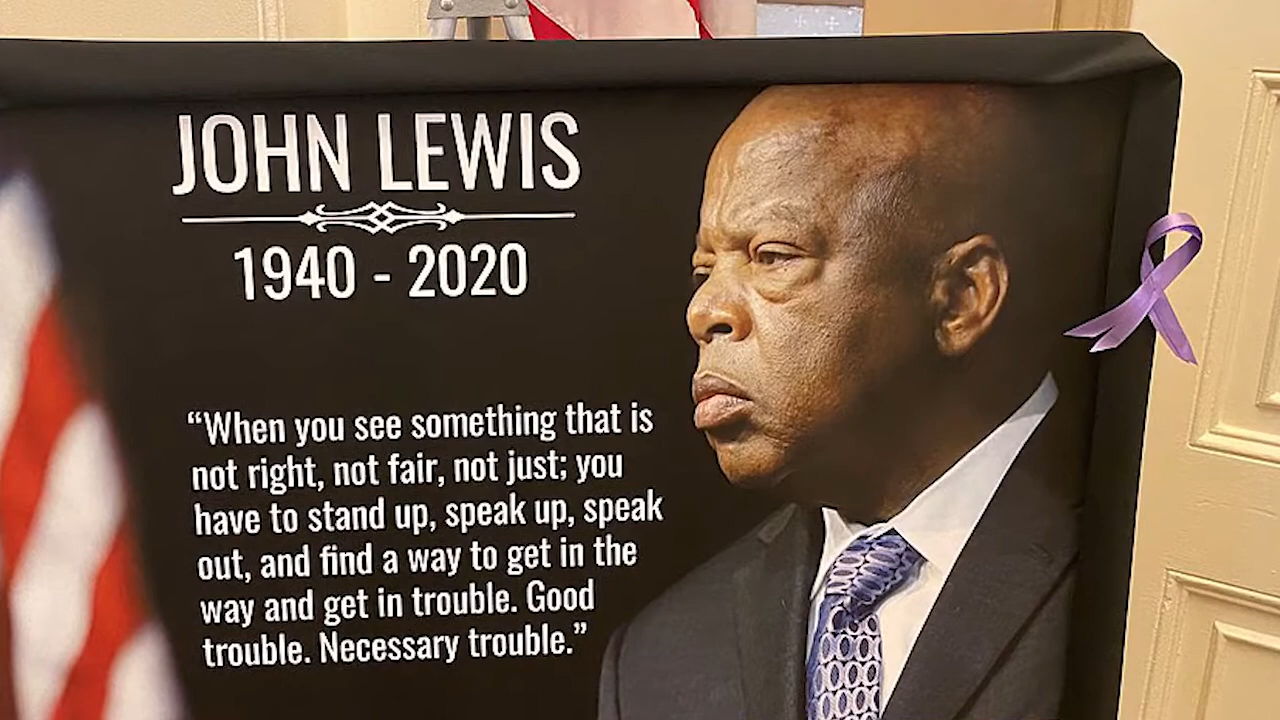 JOHN LEWIS
1940 - 2020
“When you see something that is
not right, not fair, not just; you
have to stand up, speak up, speak
out, and find a way to get in the
way and get in trouble. Good
trouble. Necessary trouble.”